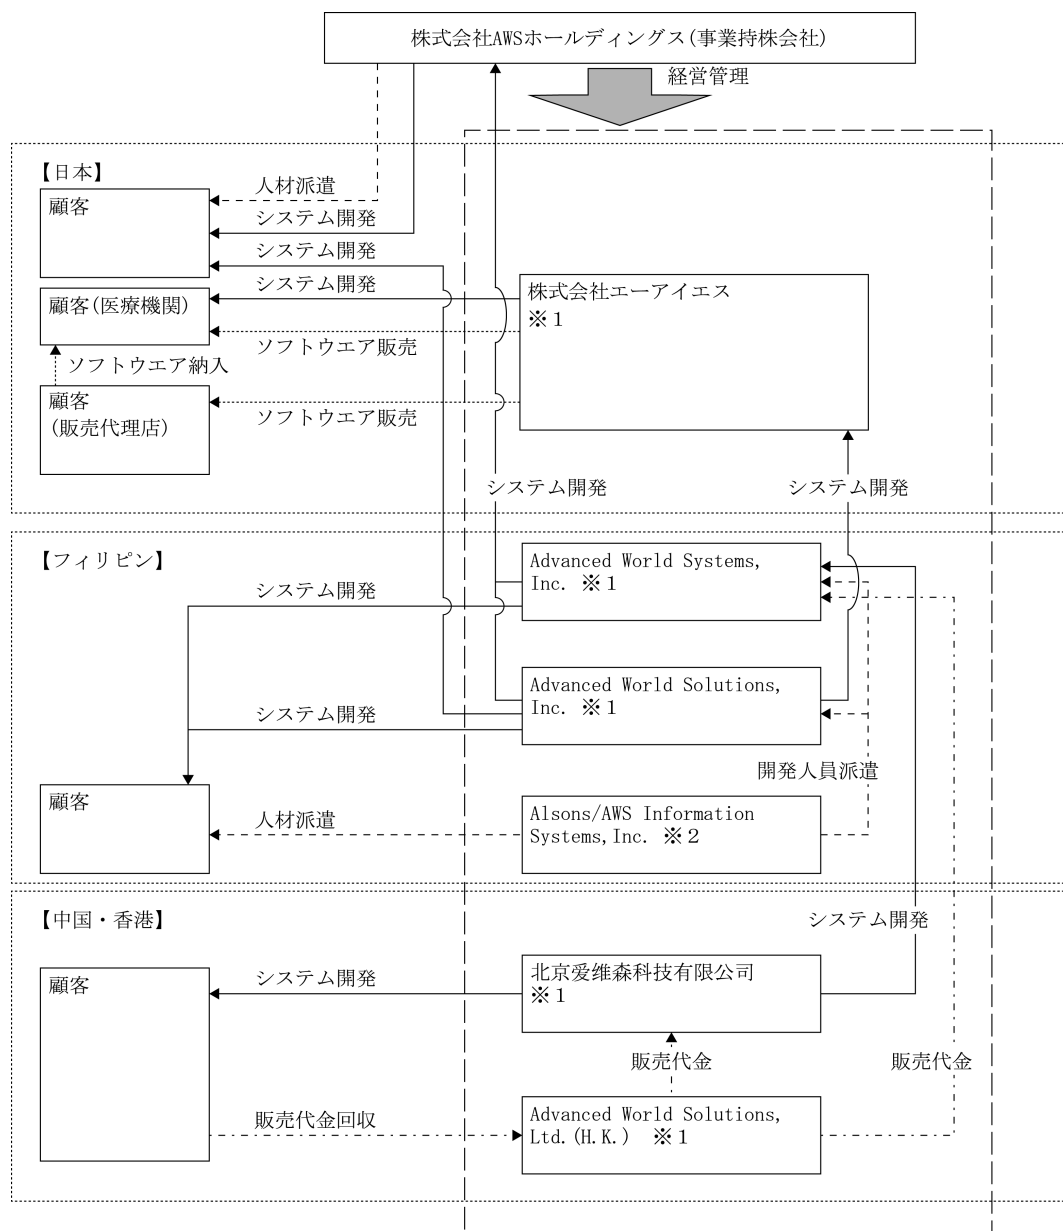 株式会社AWSホールディングス(事業持株会社)
経営管理
【日本】
顧客
人材派遣
システム開発
システム開発
システム開発
顧客(医療機関)
株式会社エーアイエス
※１
ソフトウエア販売
ソフトウエア納入
顧客
(販売代理店)
ソフトウエア販売
システム開発
システム開発
【フィリピン】
Advanced World Systems,
Inc. ※１
システム開発
Advanced World Solutions,
Inc. ※１
システム開発
開発人員派遣
顧客
人材派遣
Alsons/AWS Information
Systems,Inc. ※２
【中国・香港】
システム開発
顧客
システム開発
北京爱维森科技有限公司
※１
販売代金
販売代金
販売代金回収
Advanced World Solutions,
Ltd.(H.K.) ※１